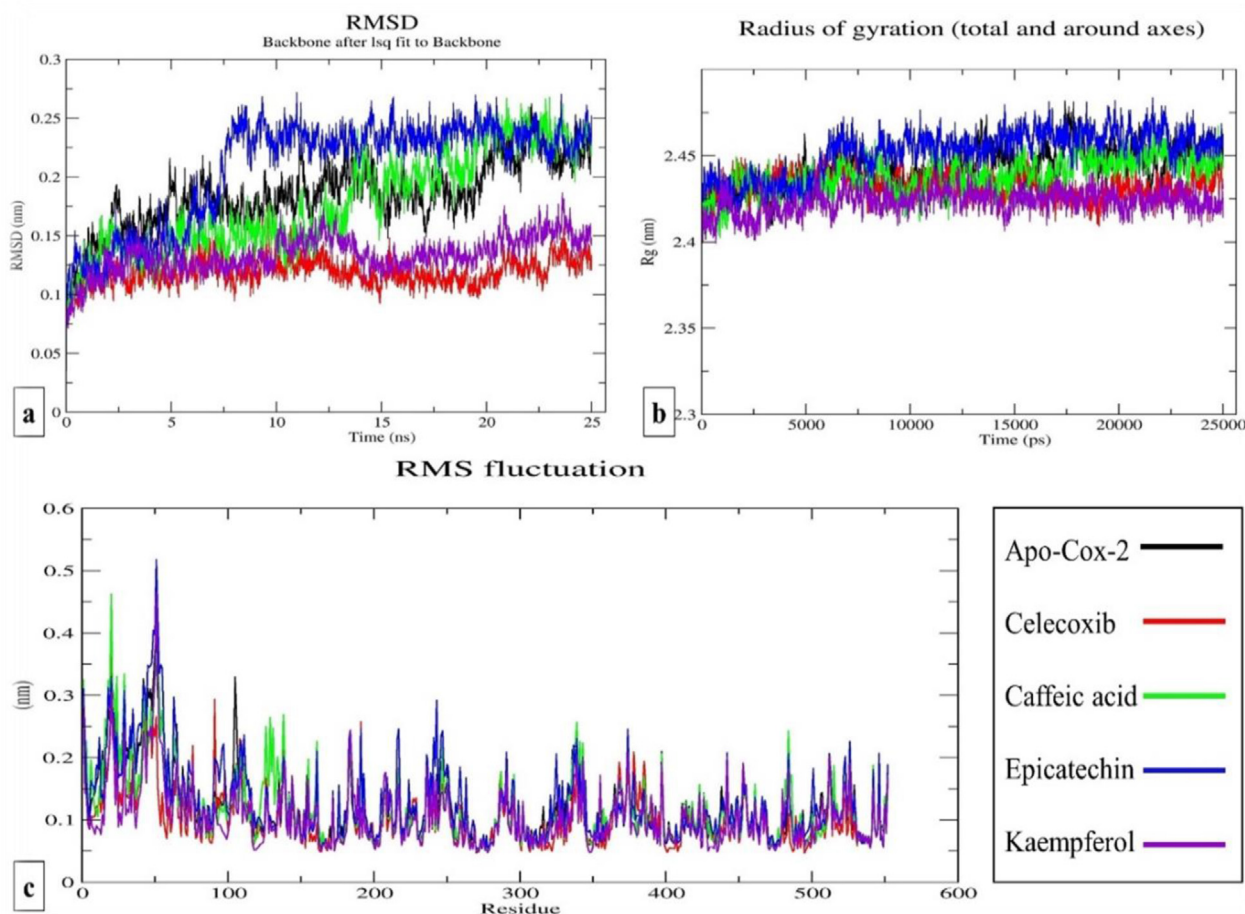 RMSD
Backbone after lsq fit to Backbone
0.3
0.25
0.2
0.15
0.1
0.05
0
RMSD (nm)
0
5
10
15
20
25
Time (ns)
a
Radius of gyration (total and around axes)
2.45
2.4
2.35
2.3
Rg (nm)
0
5000
10000
15000
20000
25000
Time (ps)
b
RMS fluctuation
0.6
0.5
0.4
0.3
0.2
0.1
0
(nm)
0
100
200
300
400
500
600
Residue
c
Apo-Cox-2
Celecoxib
Caffeic acid
Epicatechin
Kaempferol